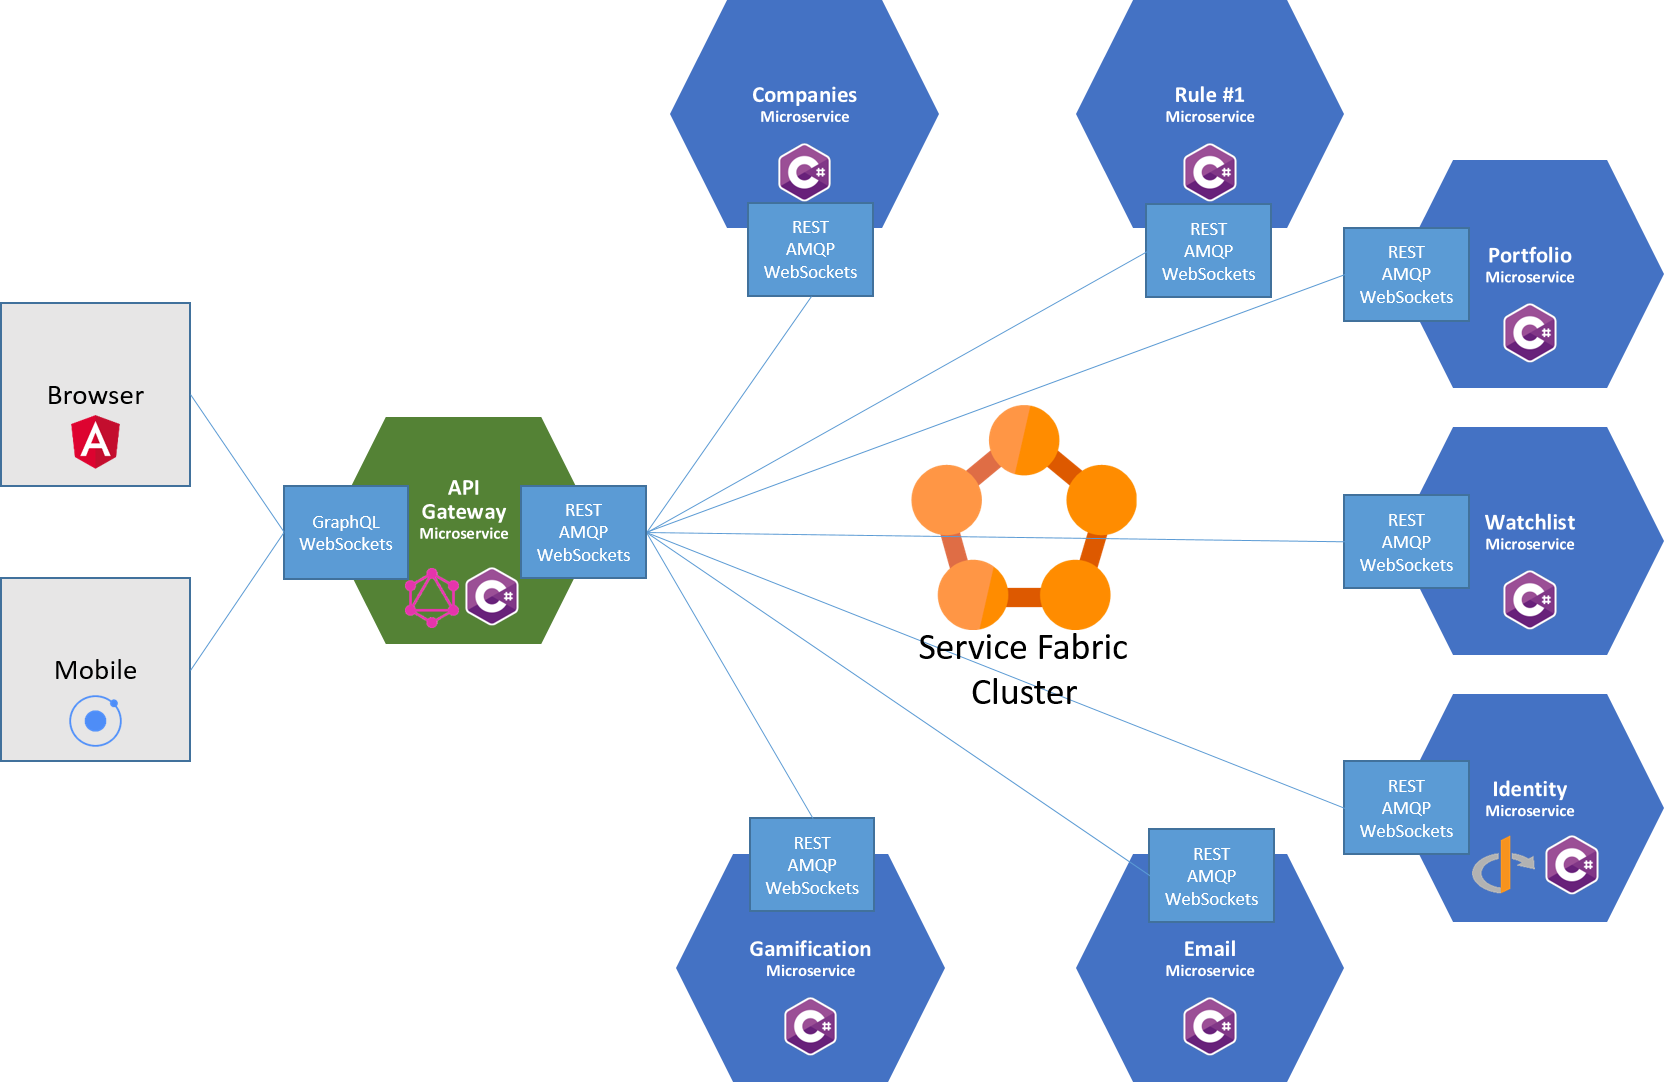 Companies
Microservice
C#
REST
AMQP
WebSockets
Rule #1
Microservice
C#
REST
AMQP
WebSockets
Portfolio
Microservice
C#
REST
AMQP
WebSockets
Browser
A
Mobile
GraphQL
WebSockets
API
Gateway
Microservice
C#
REST
AMQP
WebSockets
Service Fabric
Cluster
REST
AMQP
WebSockets
Watchlist
Microservice
C#
REST
AMQP
WebSockets
Identity
Microservice
C#
REST
AMQP
WebSockets
Gamification
Microservice
C#
REST
AMQP
WebSockets
Email
Microservice
C#